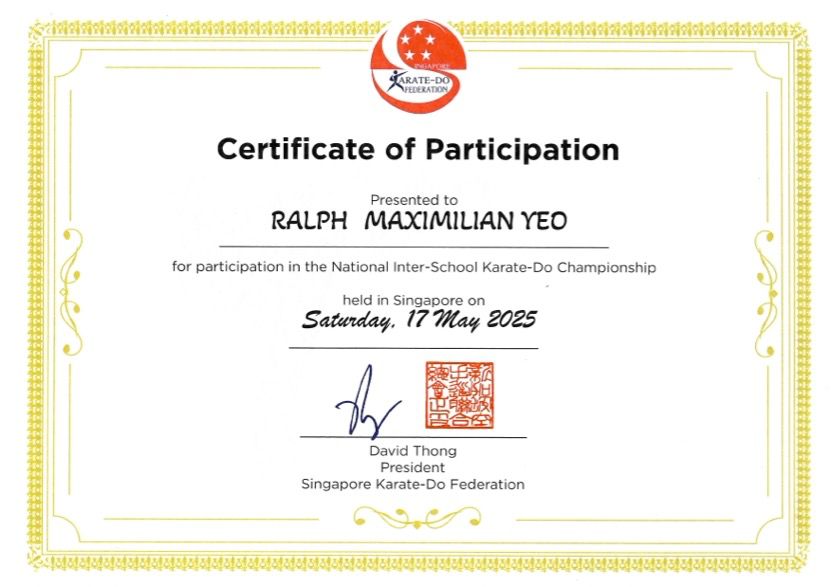 SINGAPORE
KARATE-DO
FEDERATION
Certificate of Participation
Presented to
RALPH MAXIMILIAN YEO
for participation in the National Inter-School Karate-Do Championship
held in Singapore on
Saturday, 17 May 2025
David Thong
President
Singapore Karate-Do Federation